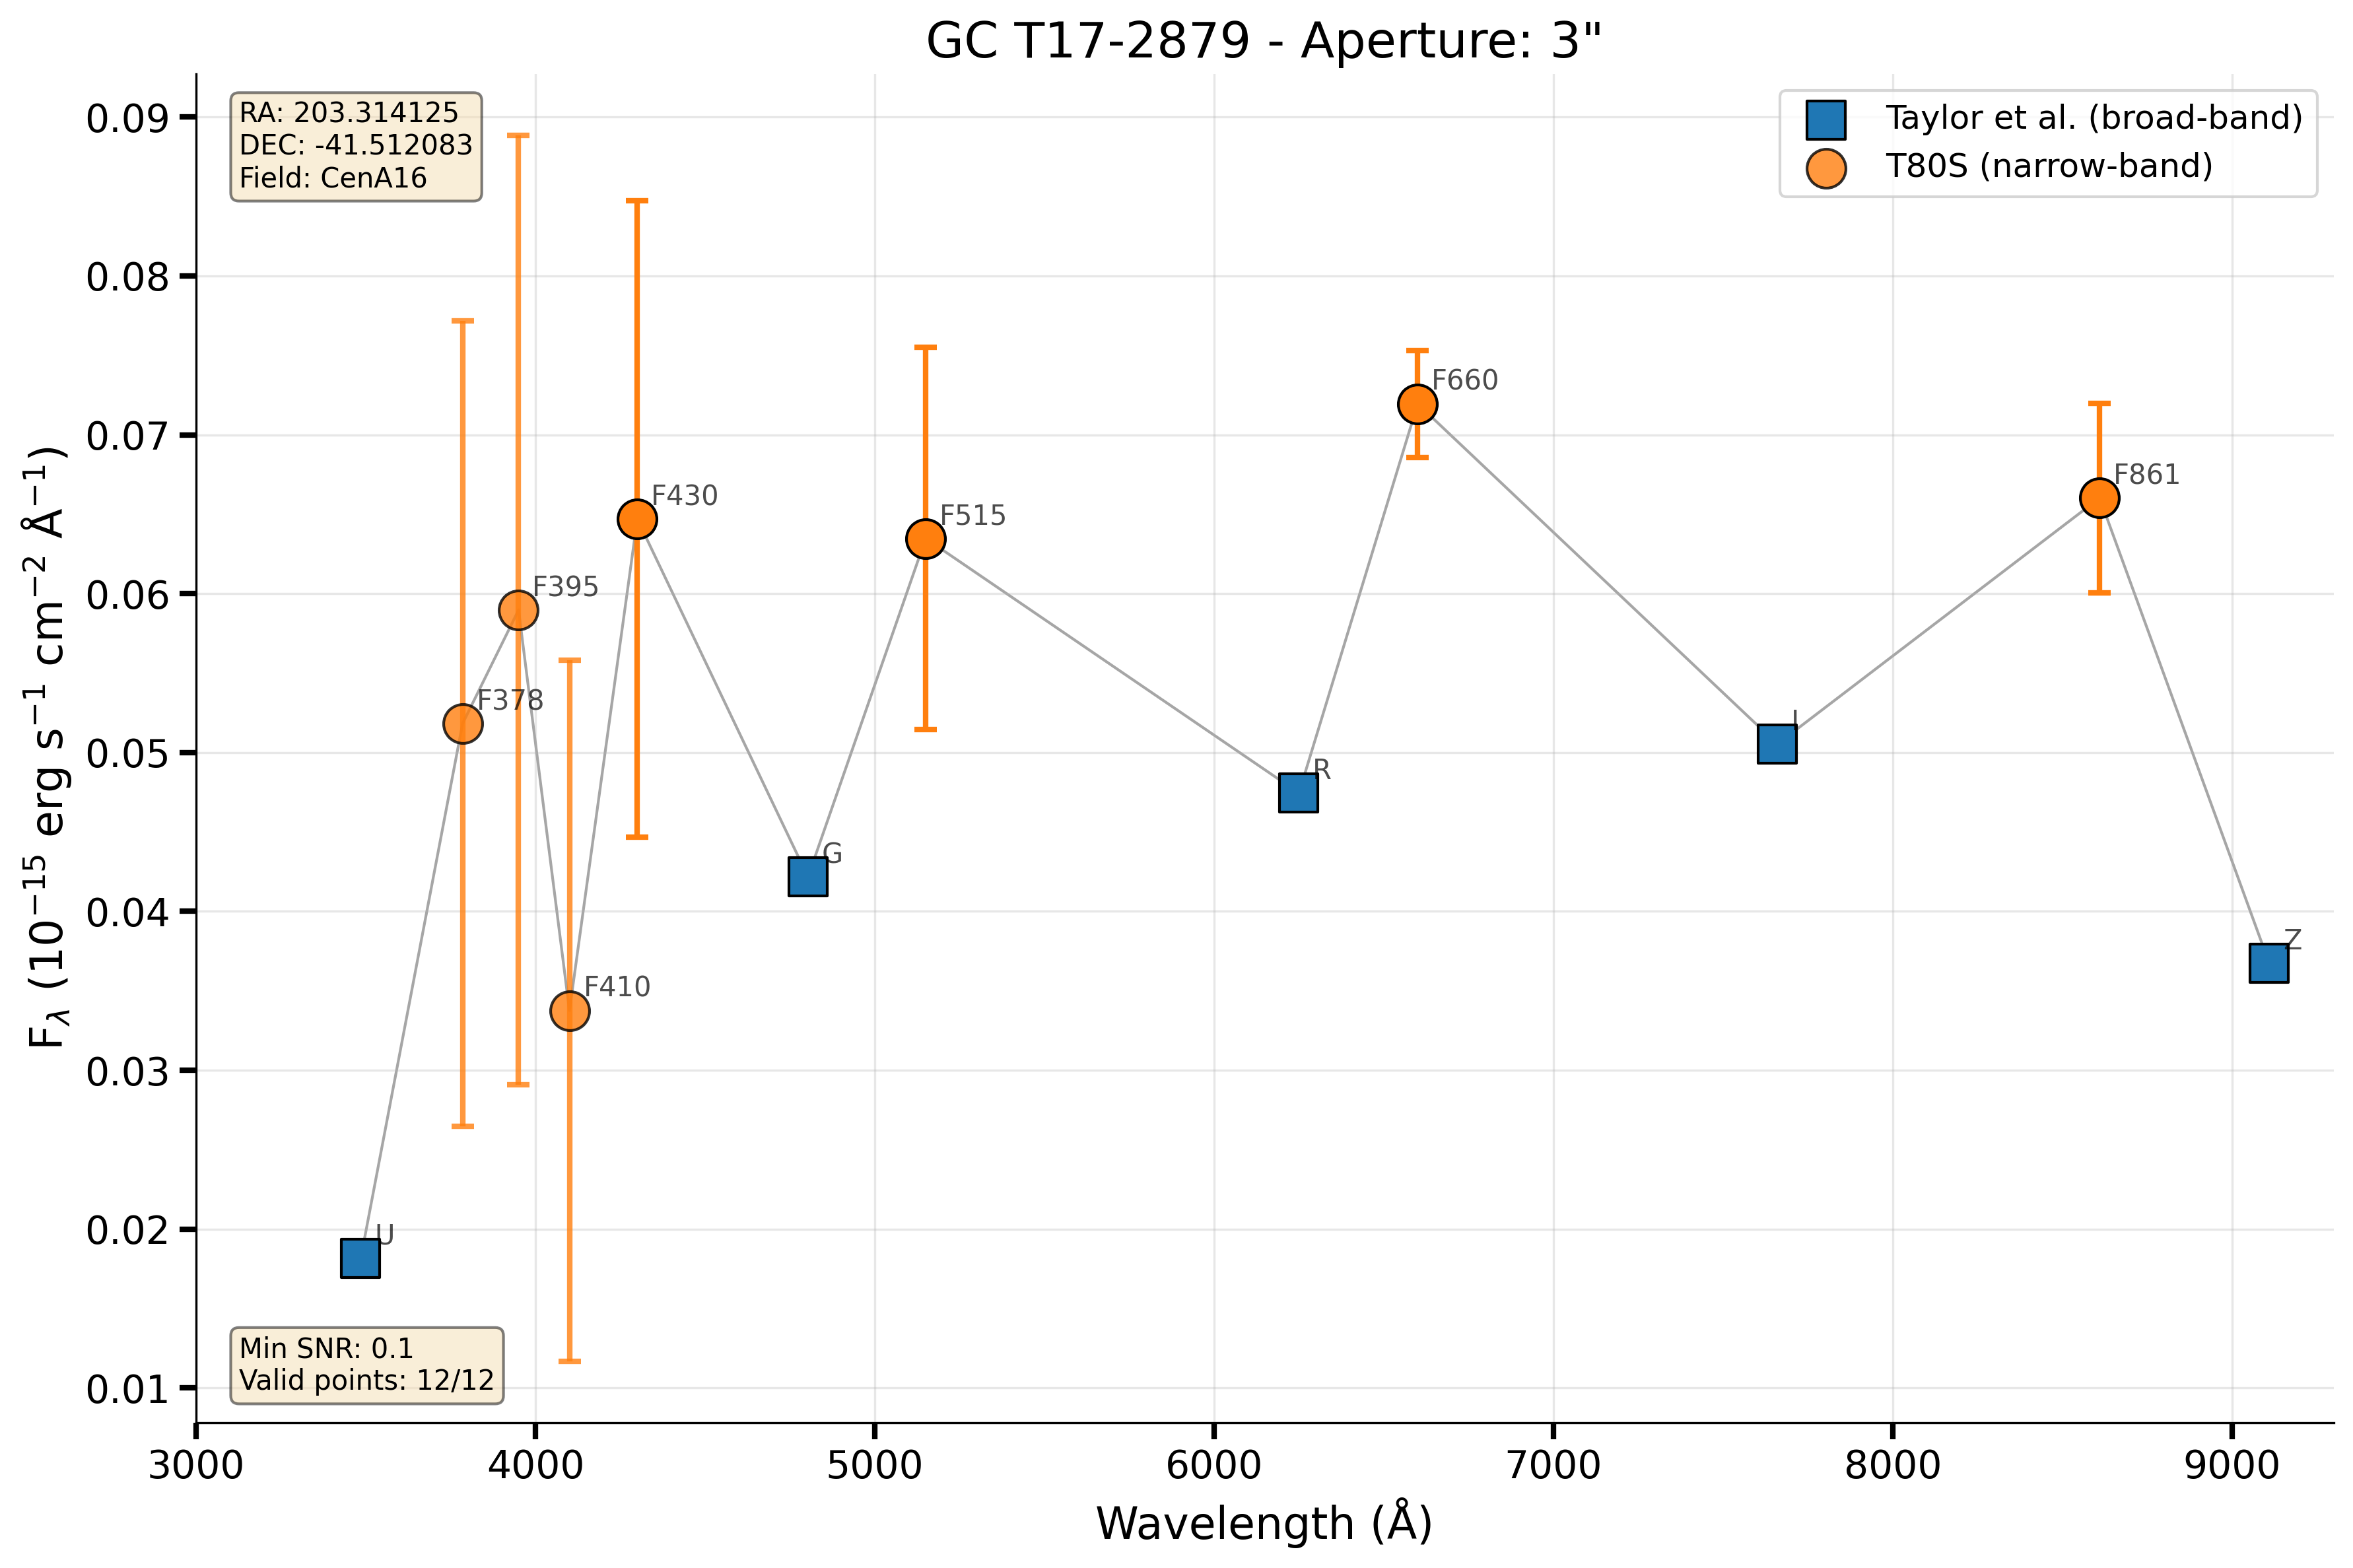 GC T17-2879 - Aperture: 3"
RA: 203.314125
DEC: -41.512083
Field: CenA16
Taylor et al. (broad-band)
T80S (narrow-band)
F$_{λ}$ (10$^{-15}$ erg s$^{-1}$ cm$^{-2}$ Å$^{-1}$)
0.09
0.08
0.07
0.06
0.05
0.04
0.03
0.02
0.01
U
F378
F395
F410
F430
G
F515
R
F660
I
F861
Z
Min SNR: 0.1
Valid points: 12/12
3000 4000 5000 6000 7000 8000 9000
Wavelength (Å)